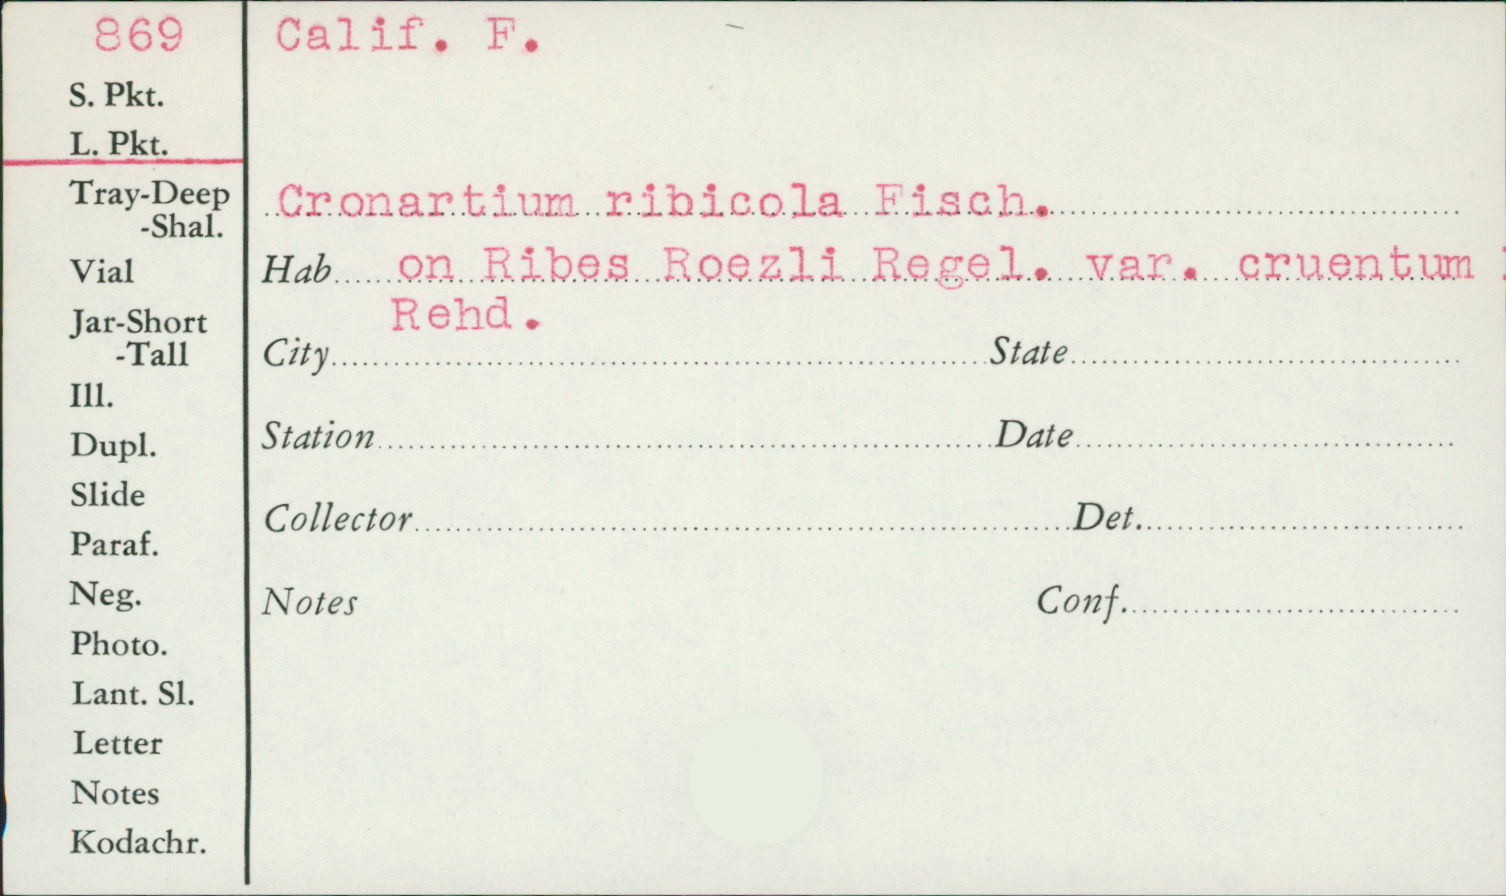 869
Calif. F.
S. Pkt.
L. Pkt.
Tray-Deep
-Shal.
Cronartium ribicola Fisch.
Vial
Hab on Ribes Roezli Regel. var. cruentum
Rehd.
Jar-Short
-Tall
City State
Ill.
Dupl.
Station Date
Slide
Collector Det.
Paraf.
Neg.
Notes Conf.
Photo.
Lant. Sl.
Letter
Notes
Kodachr.